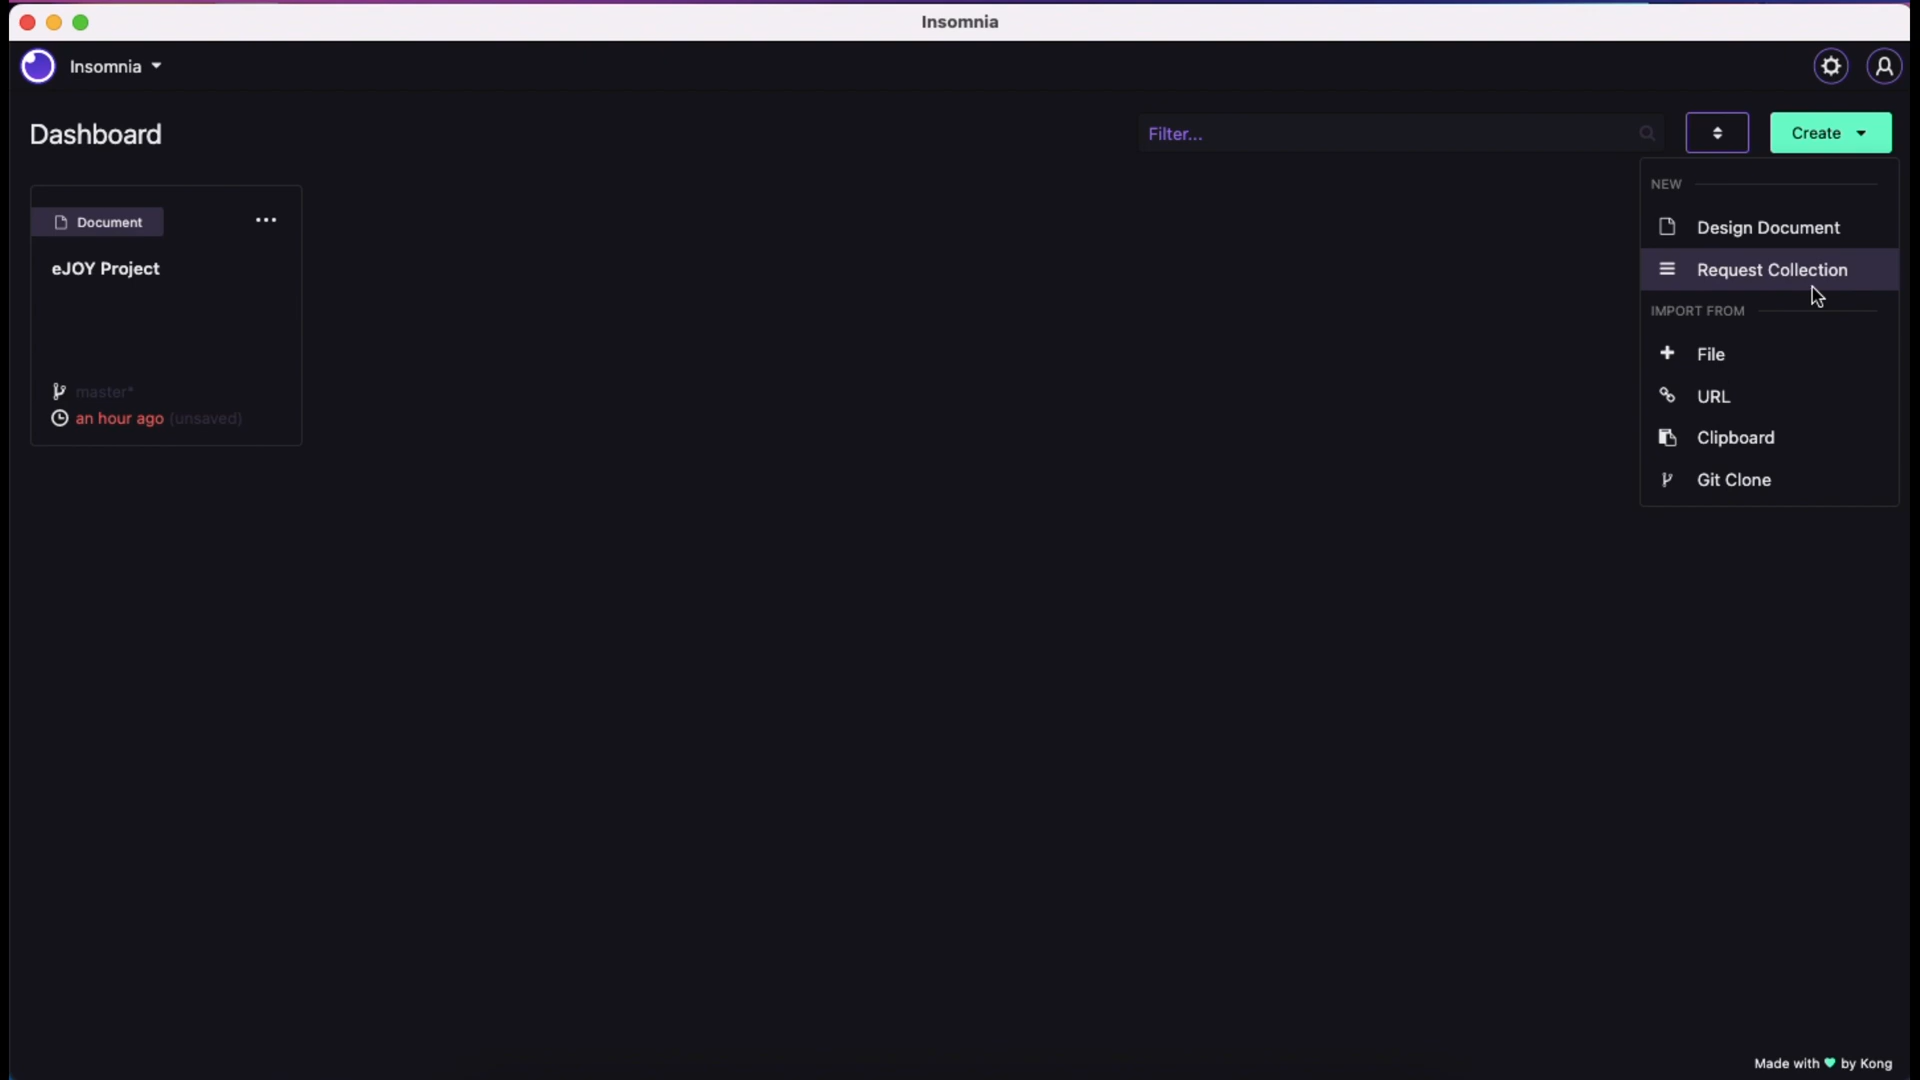 Insomnia
Insomnia
Dashboard
Filter...
Create
NEW
Document
Design Document
eJOY Project
Request Collection
IMPORT FROM
File
master*
URL
an hour ago (unsaved)
Clipboard
Git Clone
Made with ♥ by Kong